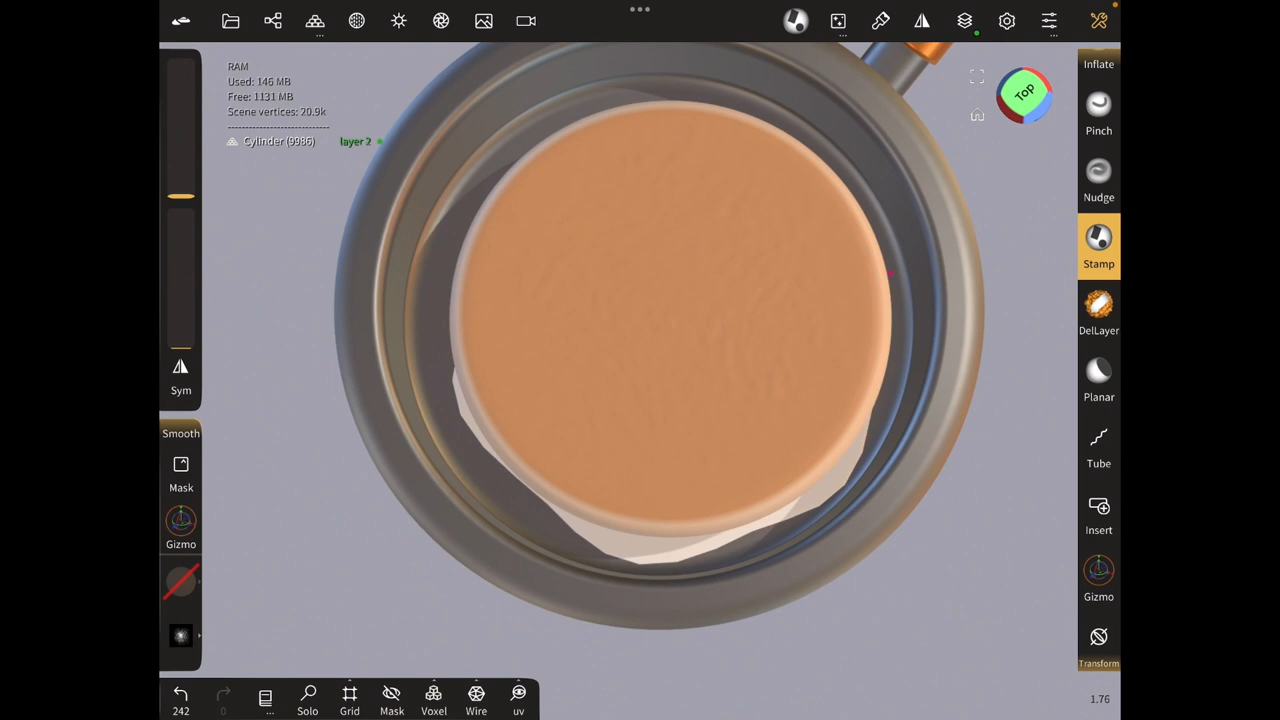 RAM
Used: 146 MB
Free: 1131 MB
Scene vertices: 20.9k
-----------------------------
Cylinder (9986) layer 2
Top
Sym
Smooth
Mask
Gizmo
Inflate
Pinch
Nudge
Stamp
DelLayer
Planar
Tube
Insert
Gizmo
Transform
242
0
...
Solo
Grid
Mask
Voxel
Wire
uv
1.76